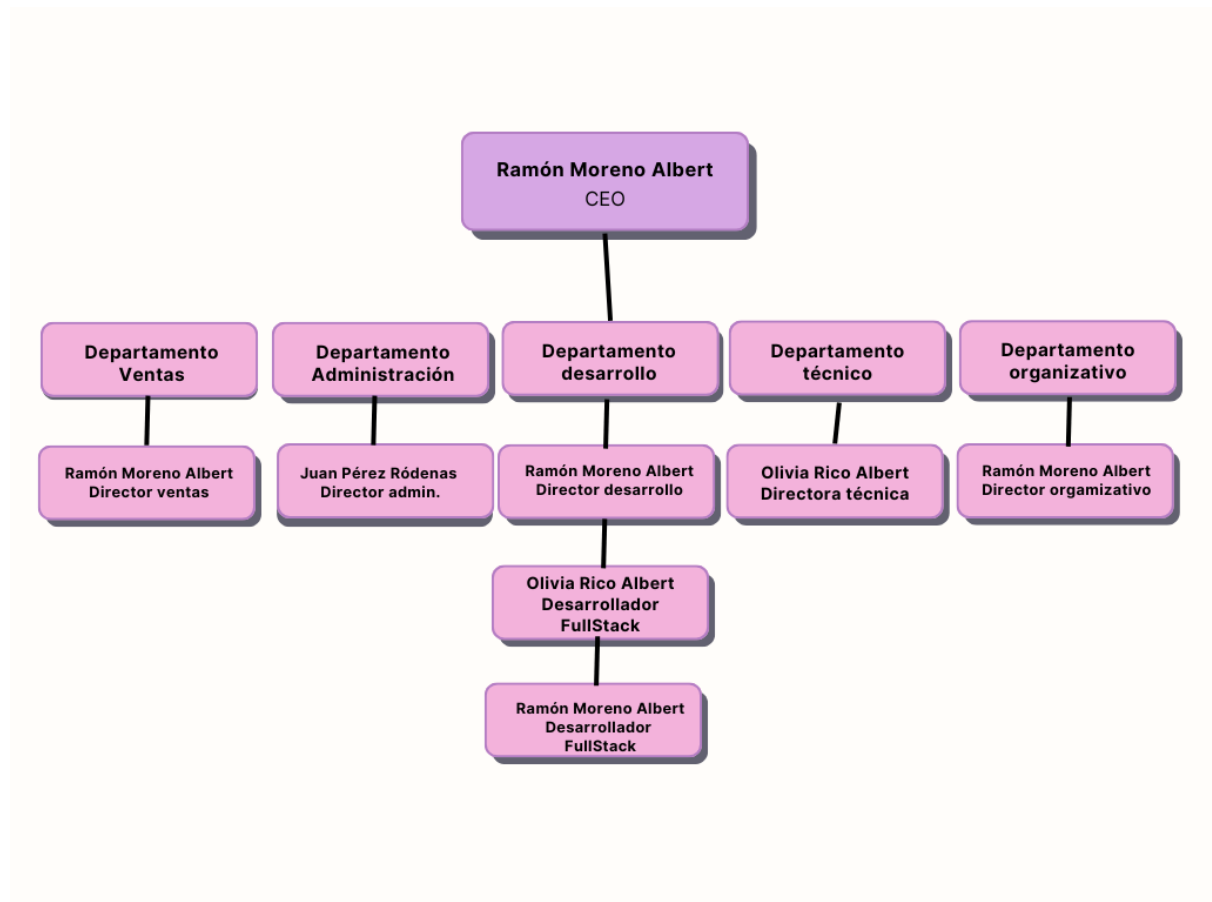 Ramón Moreno Albert
CEO
Departamento
Ventas
Departamento
Administración
Departamento
desarrollo
Departamento
técnico
Departamento
organizativo
Ramón Moreno Albert
Director ventas
Juan Pérez Ródenas
Director admin.
Ramón Moreno Albert
Director desarrollo
Olivia Rico Albert
Directora técnica
Ramón Moreno Albert
Director orgamizativo
Olivia Rico Albert
Desarrollador
FullStack
Ramón Moreno Albert
Desarrollador
FullStack